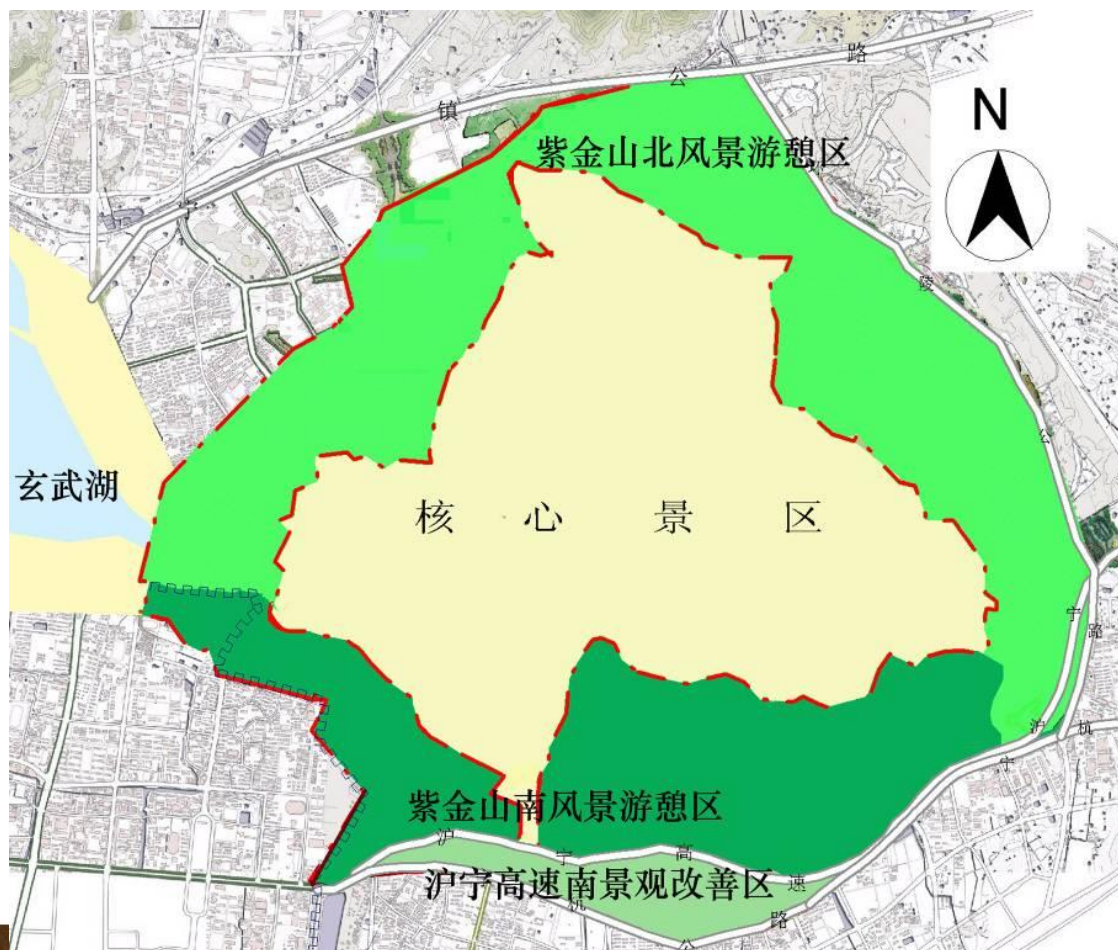 路
公
镇
N
紫金山北风景游憩区
宁
陵
公
玄武湖
核 心 景 区
宁
路
沪 杭
宁
紫金山南风景游憩区
沪 宁 高 速
沪宁高速南景观改善区
杭
路
公